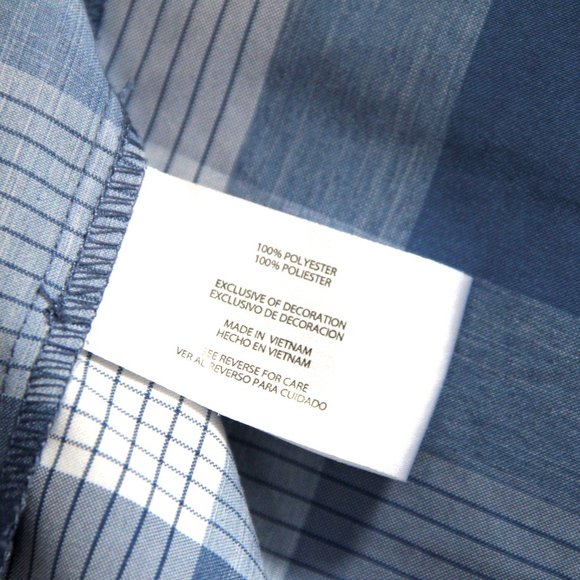 100% POLYESTER
100% POLIESTER
EXCLUSIVE OF DECORATION
EXCLUSIVO DE DECORACION
MADE IN VIETNAM
HECHO EN VIETNAM
SEE REVERSE FOR CARE
VER AL REVERSO PARA CUIDADO